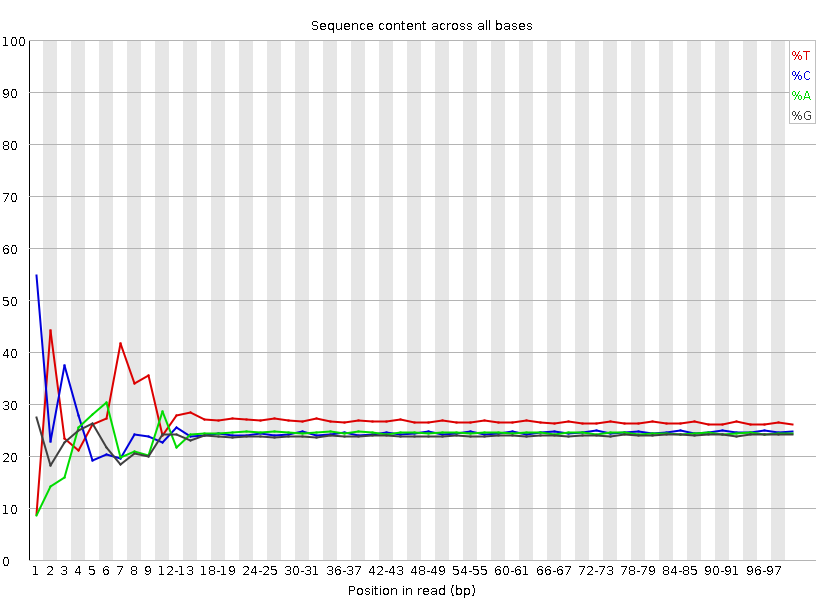 Sequence content across all bases
100
90
80
70
60
50
40
30
20
10
0
%T
%C
%A
%G
1 2 3 4 5 6 7 8 9 12-13 18-19 24-25 30-31 36-37 42-43 48-49 54-55 60-61 66-67 72-73 78-79 84-85 90-91 96-97
Position in read (bp)